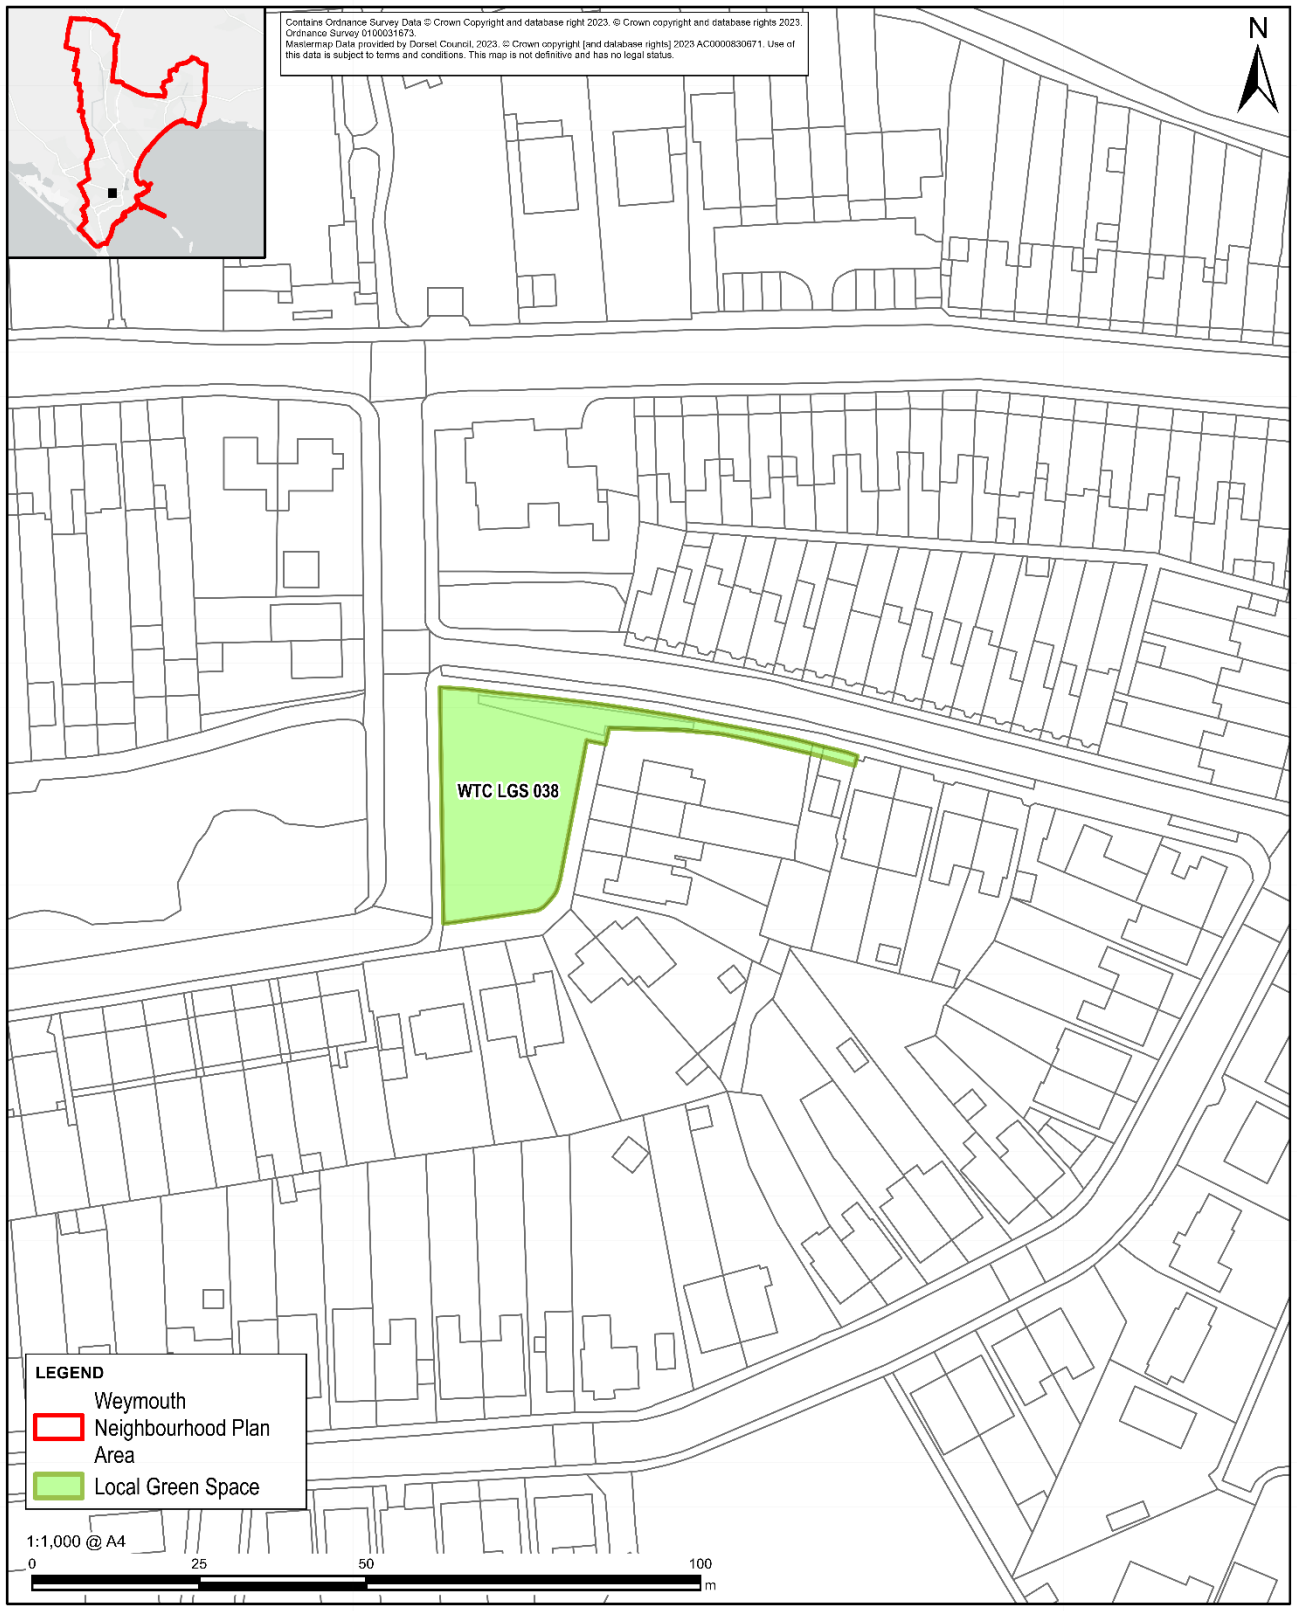 Contains Ordnance Survey Data © Crown Copyright and database right 2023. © Crown copyright and database rights 2023.
Ordnance Survey 0100031673.
Mastermap Data provided by Dorset Council, 2023. © Crown copyright [and database rights] 2023 AC0000830671. Use of
this data is subject to terms and conditions. This map is not definitive and has no legal status.
N
WTC LGS 038
LEGEND
Weymouth
Neighbourhood Plan
Area
Local Green Space
1:1,000 @ A4
0 25 50 100
m